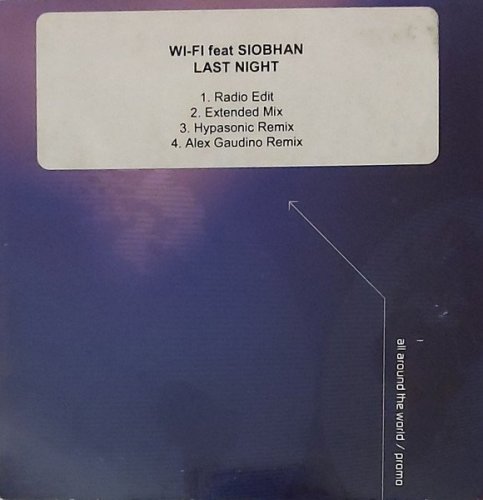 WI-FI feat SIOBHAN
LAST NIGHT
1. Radio Edit
2. Extended Mix
3. Hypasonic Remix
4. Alex Gaudino Remix
all around the world / promo